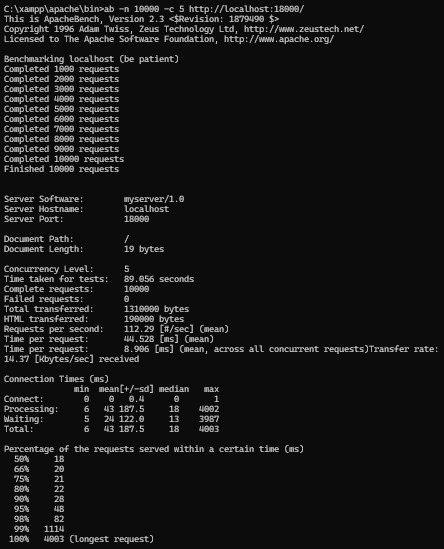 C:\xampp\apache\bin>ab -n 10000 -c 5 http://localhost:18000/
This is ApacheBench, Version 2.3 <$Revision: 1879490 $>
Copyright 1996 Adam Twiss, Zeus Technology Ltd, http://www.zeustech.net/
Licensed to The Apache Software Foundation, http://www.apache.org/

Benchmarking localhost (be patient)
Completed 1000 requests
Completed 2000 requests
Completed 3000 requests
Completed 4000 requests
Completed 5000 requests
Completed 6000 requests
Completed 7000 requests
Completed 8000 requests
Completed 9000 requests
Completed 10000 requests
Finished 10000 requests

Server Software:        myserver/1.0
Server Hostname:        localhost
Server Port:            18000

Document Path:          /
Document Length:        19 bytes

Concurrency Level:      5
Time taken for tests:   89.056 seconds
Complete requests:      10000
Failed requests:        0
Total transferred:      1310000 bytes
HTML transferred:       190000 bytes
Requests per second:    112.29 [#/sec] (mean)
Time per request:       44.528 [ms] (mean)
Time per request:       8.906 [ms] (mean, across all concurrent requests)Transfer rate:
14.37 [Kbytes/sec] received

Connection Times (ms)
              min  mean[+/-sd] median   max
Connect:        0    0   0.4      0       1
Processing:     6   43 187.5     18    4002
Waiting:        5   24 122.0     13    3987
Total:          6   43 187.5     18    4003

Percentage of the requests served within a certain time (ms)
  50%     18
  66%     20
  75%     21
  80%     22
  90%     28
  95%     48
  98%     82
  99%   1114
 100%   4003 (longest request)